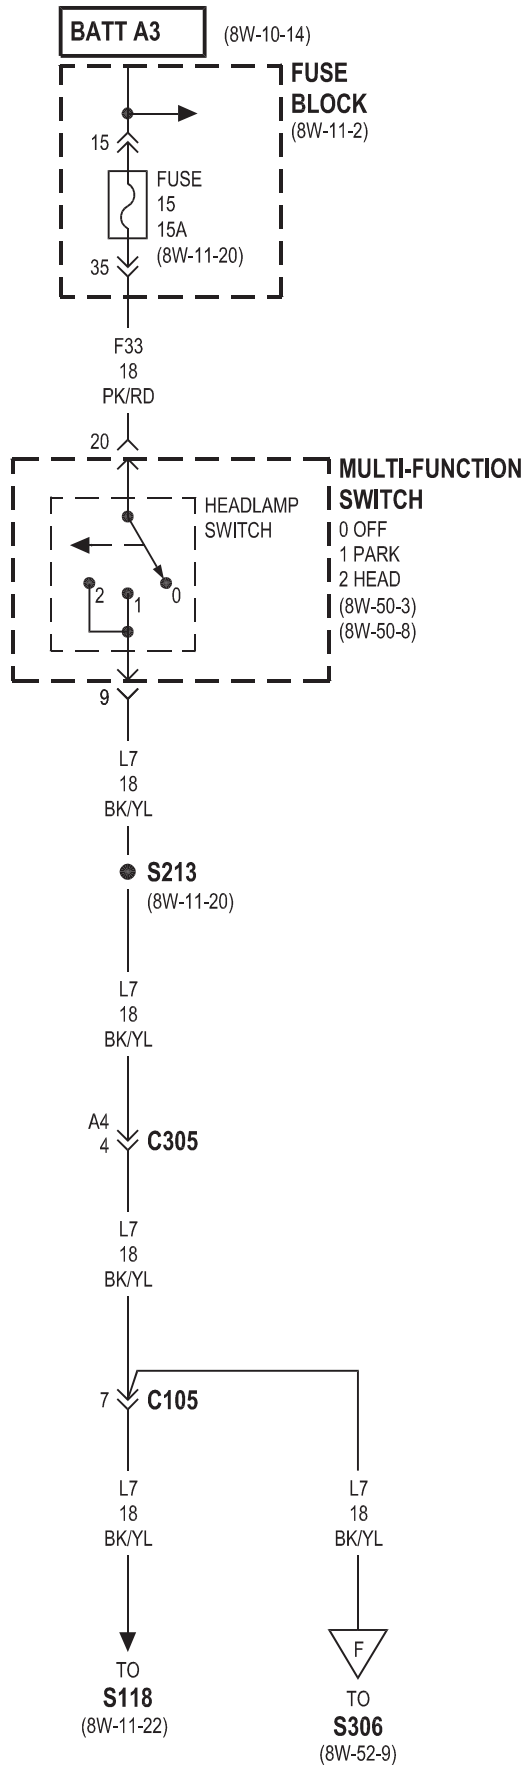 BATT A3
(8W-10-14)
FUSE
BLOCK
(8W-11-2)
15
FUSE
15
15A
(8W-11-20)
35
F33
18
PK/RD
20
MULTI-FUNCTION
SWITCH
0 OFF
1 PARK
2 HEAD
(8W-50-3)
(8W-50-8)
HEADLAMP
SWITCH
2
1
0
9
L7
18
BK/YL
S213
(8W-11-20)
L7
18
BK/YL
A4
4
C305
L7
18
BK/YL
7
C105
L7
18
BK/YL
L7
18
BK/YL
TO
S118
(8W-11-22)
F
TO
S306
(8W-52-9)